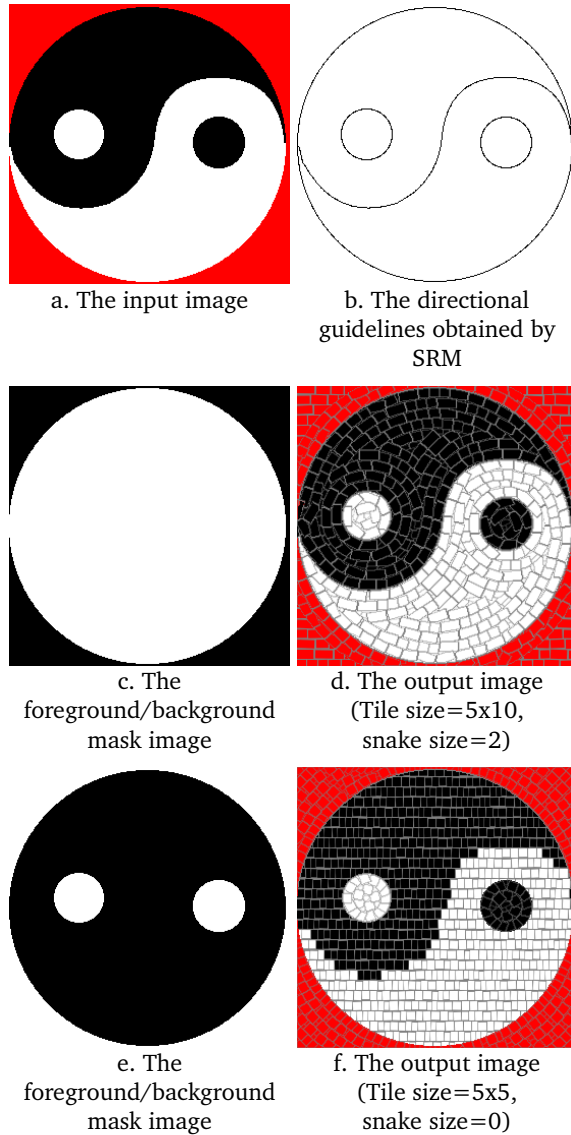 a. The input image
b. The directional
guidelines obtained by
SRM
c. The
foreground/background
mask image
d. The output image
(Tile size=5x10,
snake size=2)
e. The
foreground/background
mask image
f. The output image
(Tile size=5x5,
snake size=0)